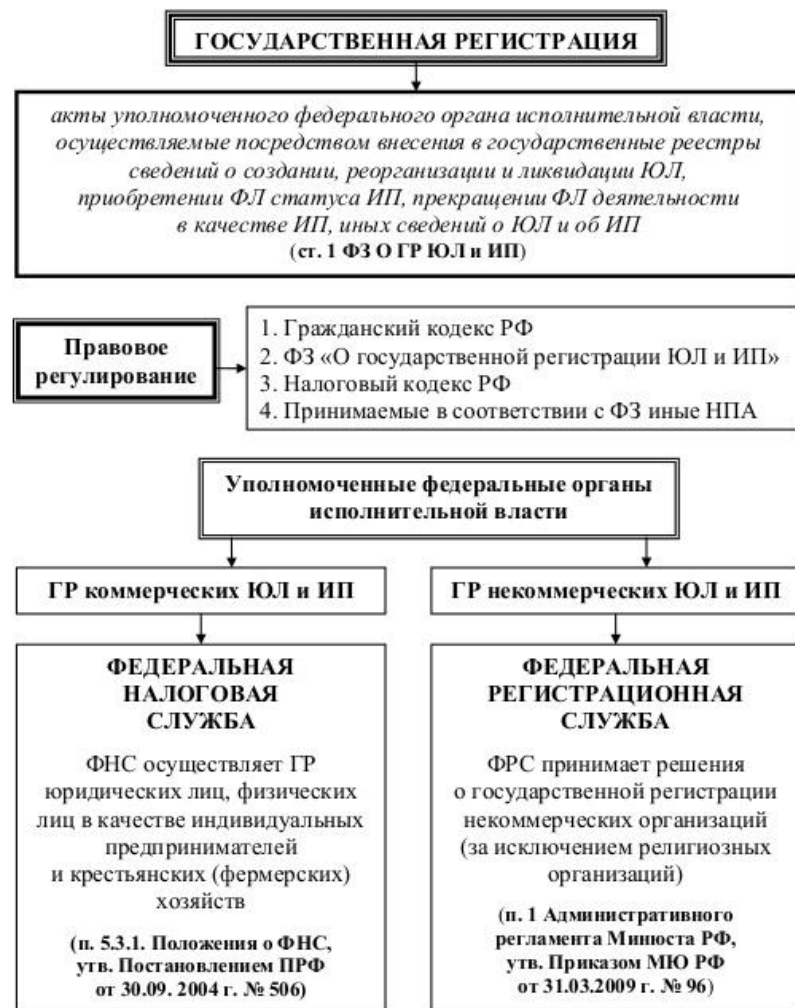 ГОСУДАРСТВЕННАЯ РЕГИСТРАЦИЯ
акты уполномоченного федерального органа исполнительной власти,
осуществляемые посредством внесения в государственные реестры
сведений о создании, реорганизации и ликвидации ЮЛ,
приобретении ФЛ статуса ИП, прекращении ФЛ деятельности
в качестве ИП, иных сведений о ЮЛ и об ИП
(ст. 1 ФЗ О ГР ЮЛ и ИП)
Правовое
регулирование
1. Гражданский кодекс РФ
2. ФЗ «О государственной регистрации ЮЛ и ИП»
3. Налоговый кодекс РФ
4. Принимаемые в соответствии с ФЗ иные НПА
Уполномоченные федеральные органы
исполнительной власти
ГР коммерческих ЮЛ и ИП
ФЕДЕРАЛЬНАЯ
НАЛОГОВАЯ
СЛУЖБА
ФНС осуществляет ГР
юридических лиц, физических
лиц в качестве индивидуальных
предпринимателей
и крестьянских (фермерских)
хозяйств
(п. 5.3.1. Положения о ФНС,
утв. Постановлением ПРФ
от 30.09. 2004 г. № 506)
ГР некоммерческих ЮЛ и ИП
ФЕДЕРАЛЬНАЯ
РЕГИСТРАЦИОННАЯ
СЛУЖБА
ФРС принимает решения
о государственной регистрации
некоммерческих организаций
(за исключением религиозных
организаций)
(п. 1 Административного
регламента Минюста РФ,
утв. Приказом МЮ РФ
от 31.03.2009 г. № 96)